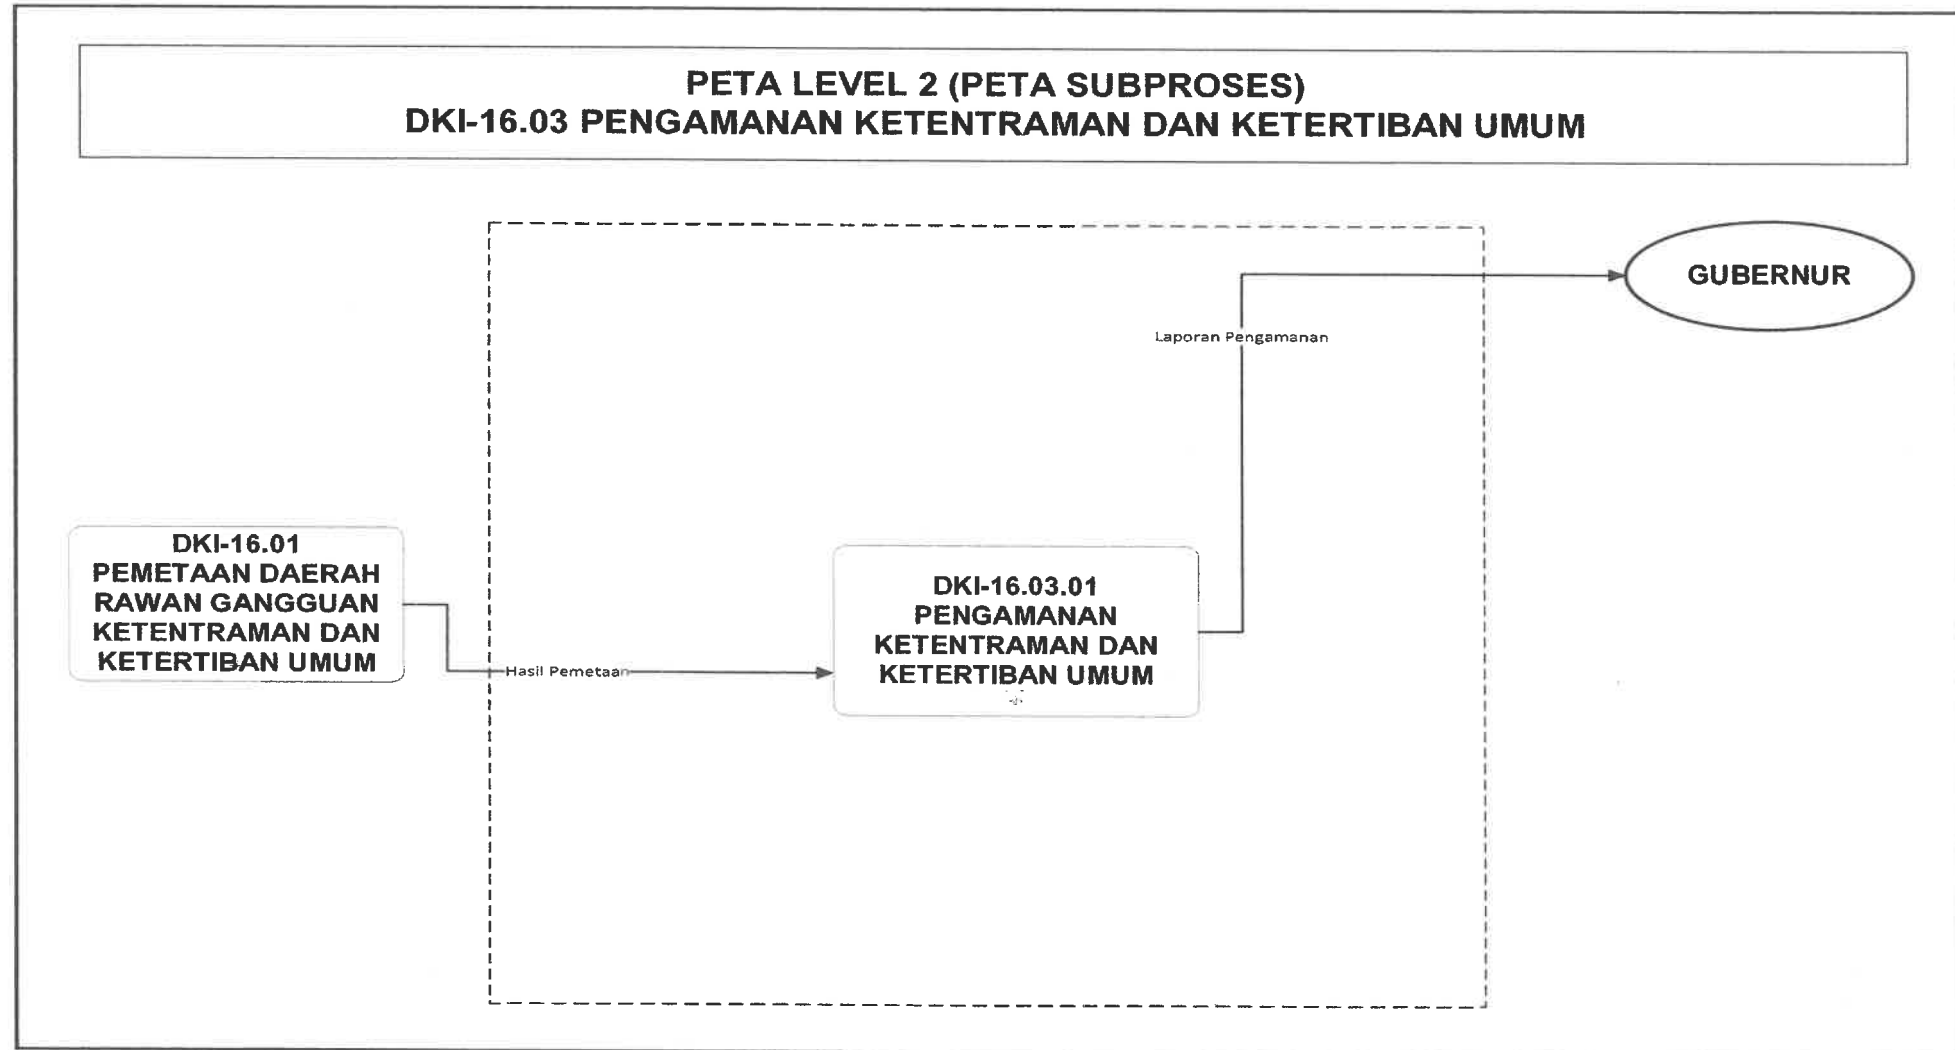 PETA LEVEL 2 (PETA SUBPROSES)
DKI-16.03 PENGAMANAN KETENTRAMAN DAN KETERTIBAN UMUM
GUBERNUR
Laporan Pengamanan
DKI-16.01
PEMETAAN DAERAH
RAWAN GANGGUAN
KETENTRAMAN DAN
KETERTIBAN UMUM
Hasil Pemetaan
DKI-16.03.01
PENGAMANAN
KETENTRAMAN DAN
KETERTIBAN UMUM